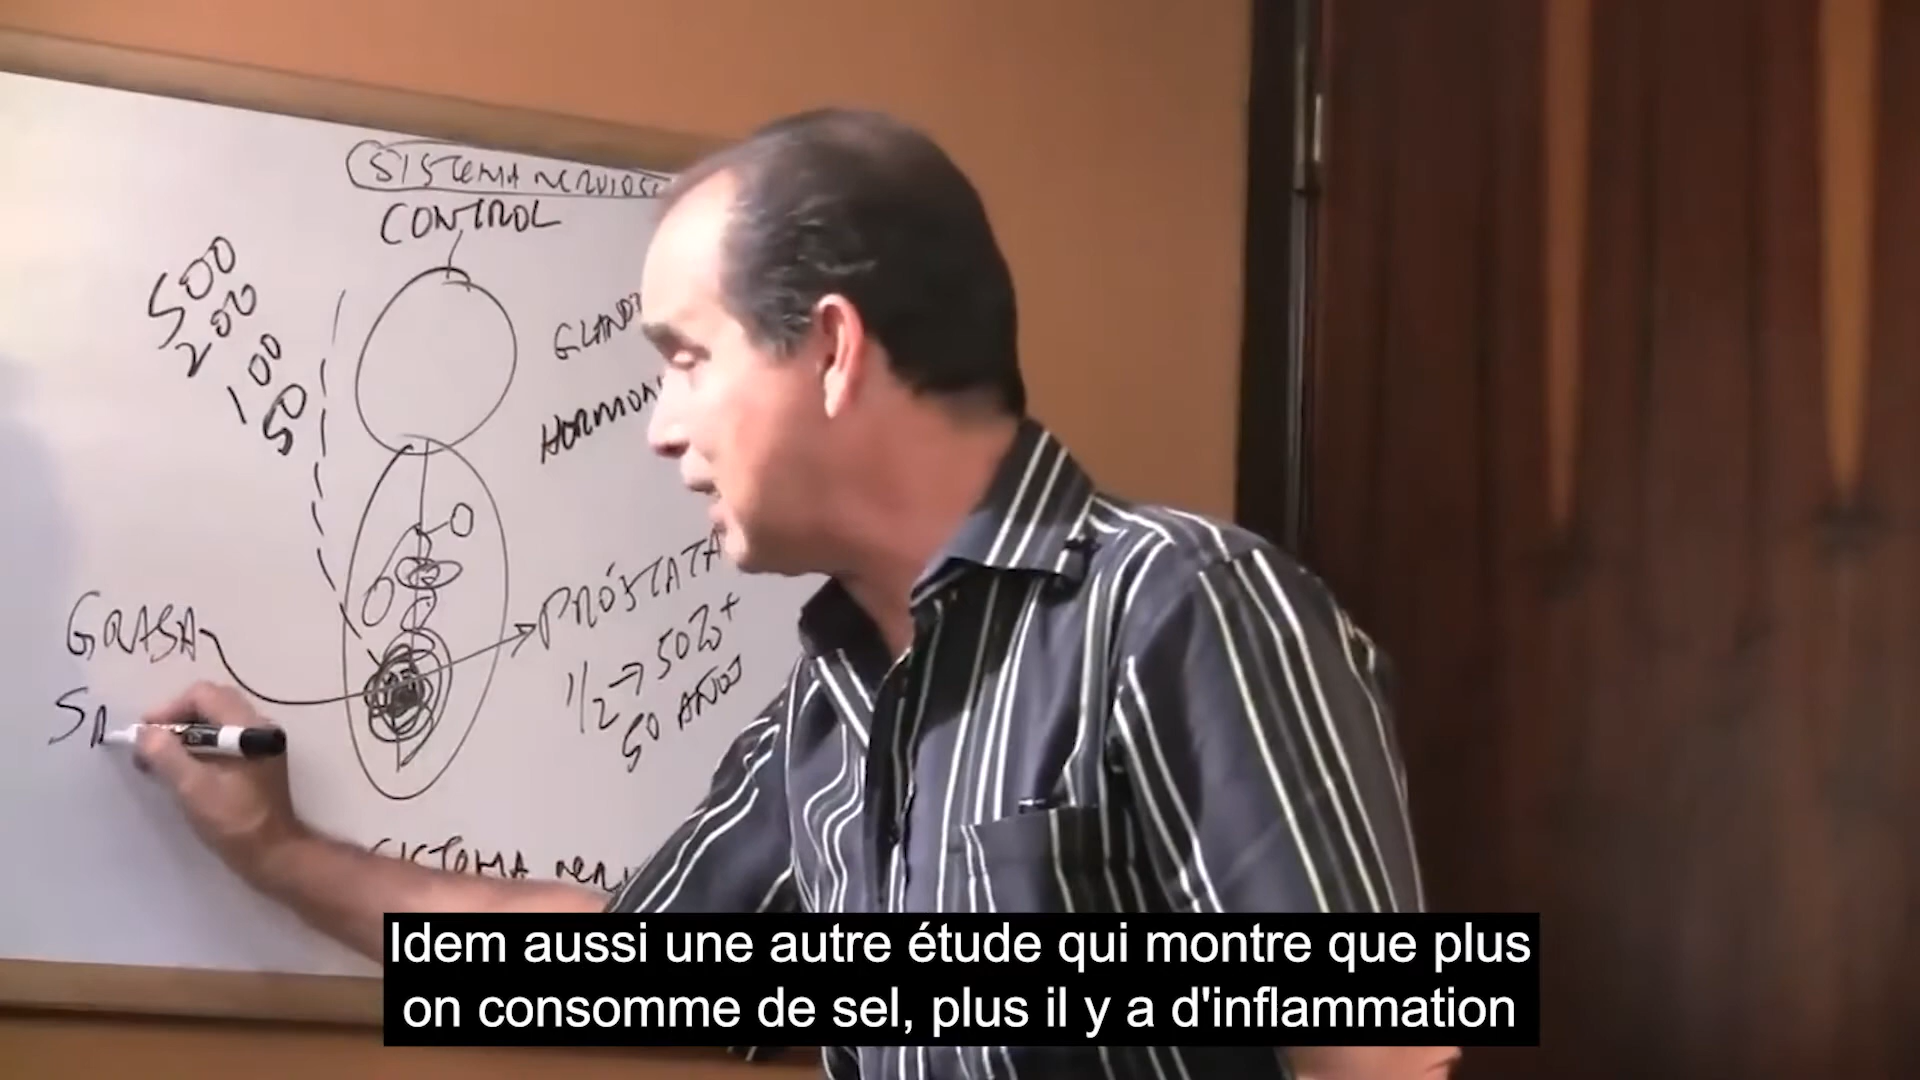 SISTEMA NERVIOS
CONTROL
500
200
100
50
GLAND
HORMON
GRASA
PRÓSTATA
1/2 → 50%+
50 AÑOS
SA
SISTEMA NERV
Idem aussi une autre étude qui montre que plus
on consomme de sel, plus il y a d'inflammation